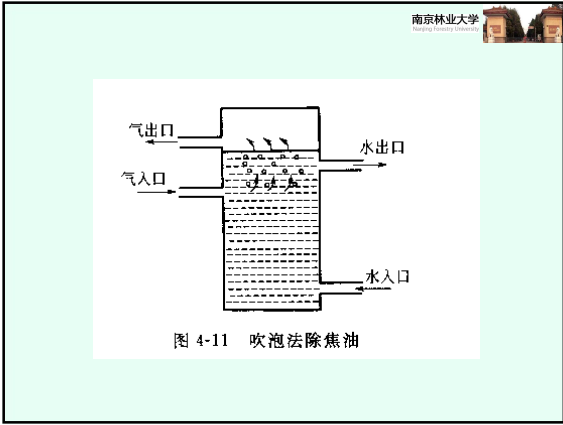 南京林业大学
Nanjing Forestry University
气出口
水出口
气入口
水入口
图 4-11 吹泡法除焦油